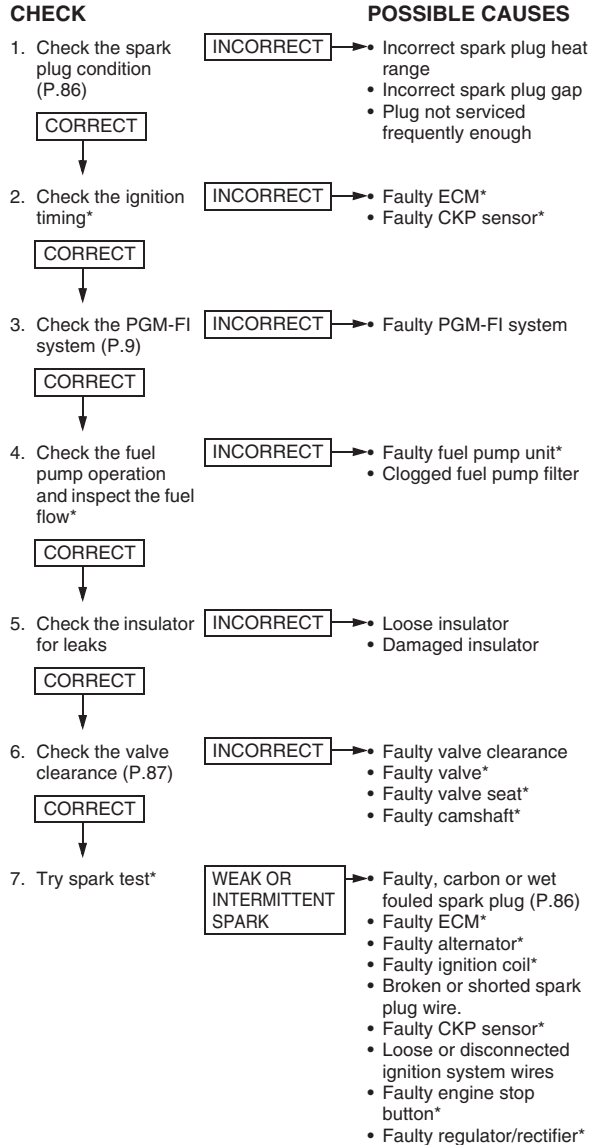 CHECK
POSSIBLE CAUSES
1. Check the spark
plug condition
(P.86)
INCORRECT
• Incorrect spark plug heat
range
• Incorrect spark plug gap
• Plug not serviced
frequently enough
CORRECT
2. Check the ignition
timing*
INCORRECT
• Faulty ECM*
• Faulty CKP sensor*
CORRECT
3. Check the PGM-FI
system (P.9)
INCORRECT
• Faulty PGM-FI system
CORRECT
4. Check the fuel
pump operation
and inspect the fuel
flow*
INCORRECT
• Faulty fuel pump unit*
• Clogged fuel pump filter
CORRECT
5. Check the insulator
for leaks
INCORRECT
• Loose insulator
• Damaged insulator
CORRECT
6. Check the valve
clearance (P.87)
INCORRECT
• Faulty valve clearance
• Faulty valve*
• Faulty valve seat*
• Faulty camshaft*
CORRECT
7. Try spark test*
WEAK OR
INTERMITTENT
SPARK
• Faulty, carbon or wet
fouled spark plug (P.86)
• Faulty ECM*
• Faulty alternator*
• Faulty ignition coil*
• Broken or shorted spark
plug wire.
• Faulty CKP sensor*
• Loose or disconnected
ignition system wires
• Faulty engine stop
button*
• Faulty regulator/rectifier*